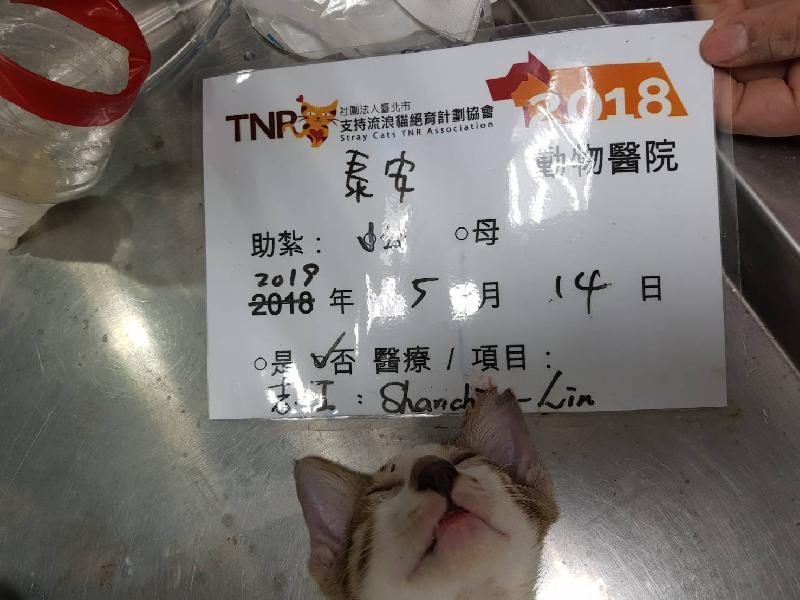 TNR 社團法人臺北市
支持流浪貓絕育計劃協會
Stray Cats TNR Association
2018
泰安 動物醫院
助紮： ○公 ○母
2019
2018 年 5 月 14 日
○是 ○否 醫療 / 項目：
志工：Lin